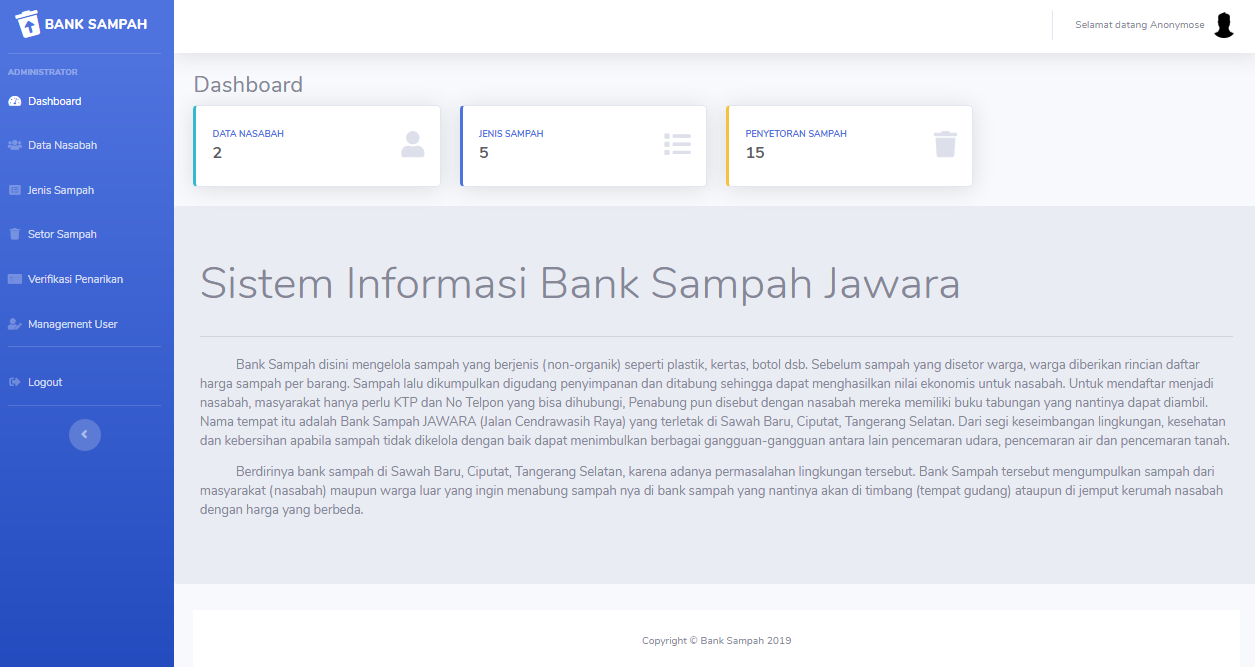 BANK SAMPAH
Selamat datang Anonymose
ADMINISTRATOR
Dashboard
Data Nasabah
Jenis Sampah
Setor Sampah
Verifikasi Penarikan
Management User
Logout
Dashboard
DATA NASABAH
2
JENIS SAMPAH
5
PENYETORAN SAMPAH
15
Sistem Informasi Bank Sampah Jawara
Bank Sampah disini mengelola sampah yang berjenis (non-organik) seperti plastik, kertas, botol dsb. Sebelum sampah yang disetor warga, warga diberikan rincian daftar
harga sampah per barang. Sampah lalu dikumpulkan digudang penyimpanan dan ditabung sehingga dapat menghasilkan nilai ekonomis untuk nasabah. Untuk mendaftar menjadi
nasabah, masyarakat hanya perlu KTP dan No Telpon yang bisa dihubungi, Penabung pun disebut dengan nasabah mereka memiliki buku tabungan yang nantinya dapat diambil.
Nama tempat itu adalah Bank Sampah JAWARA (Jalan Cendrawasih Raya) yang terletak di Sawah Baru, Ciputat, Tangerang Selatan. Dari segi keseimbangan lingkungan, kesehatan
dan kebersihan apabila sampah tidak dikelola dengan baik dapat menimbulkan berbagai gangguan-gangguan antara lain pencemaran udara, pencemaran air dan pencemaran tanah.
Berdirinya bank sampah di Sawah Baru, Ciputat, Tangerang Selatan, karena adanya permasalahan lingkungan tersebut. Bank Sampah tersebut mengumpulkan sampah dari
masyarakat (nasabah) maupun warga luar yang ingin menabung sampah nya di bank sampah yang nantinya akan di timbang (tempat gudang) ataupun di jemput kerumah nasabah
dengan harga yang berbeda.
Copyright © Bank Sampah 2019